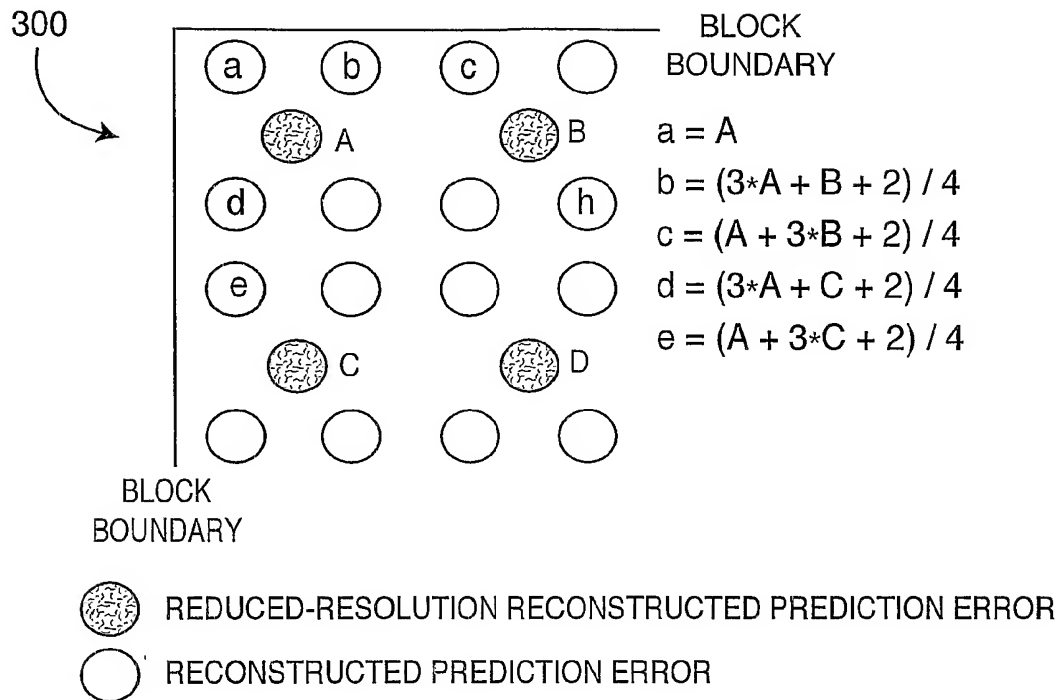 300
BLOCK
BOUNDARY
a b c
A B
a = A
b = (3*A + B + 2) / 4
d h
c = (A + 3*B + 2) / 4
d = (3*A + C + 2) / 4
e
e = (A + 3*C + 2) / 4
C D
BLOCK
BOUNDARY
REDUCED-RESOLUTION RECONSTRUCTED PREDICTION ERROR
RECONSTRUCTED PREDICTION ERROR